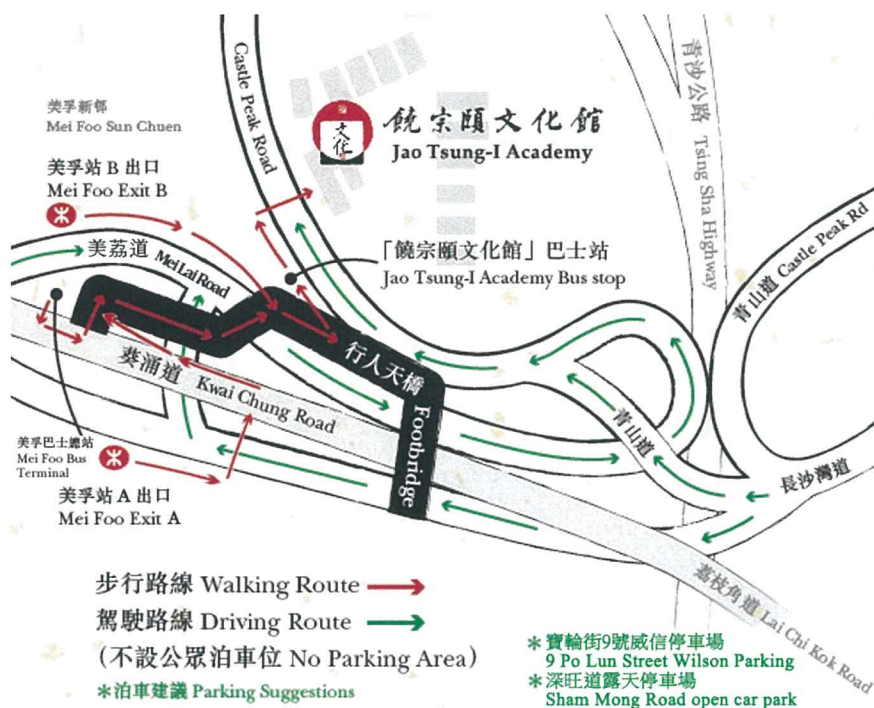 Castle Peak Road
饒宗頤文化館
Jao Tsung-I Academy
文化
青沙公路 Tsing Sha Highway
美孚新邨
Mei Foo Sun Chuen
美孚站 B 出口
Mei Foo Exit B
美荔道 Mei Lai Road
「饒宗頤文化館」巴士站
Jao Tsung-I Academy Bus stop
青山道 Castle Peak Rd
行人天橋 Footbridge
葵涌道 Kwai Chung Road
青山道
長沙灣道
美孚巴士總站
Mei Foo Bus
Terminal
美孚站 A 出口
Mei Foo Exit A
荔枝角道 Lai Chi Kok Road
步行路線 Walking Route
駕駛路線 Driving Route
(不設公眾泊車位 No Parking Area)
*泊車建議 Parking Suggestions
*寶輪街9號威信停車場
9 Po Lun Street Wilson Parking
*深旺道露天停車場
Sham Mong Road open car park